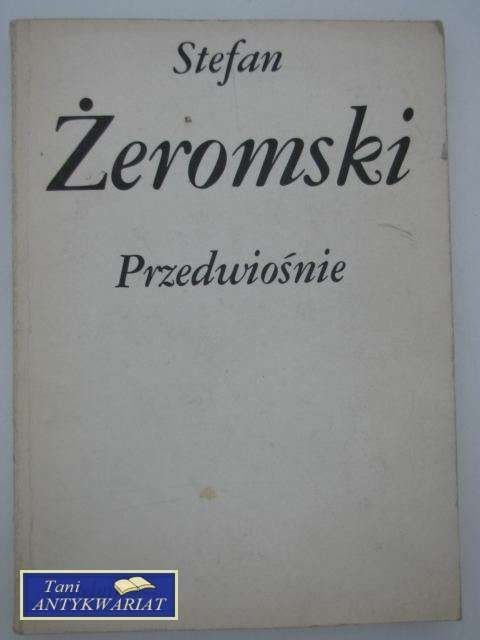 Stefan
Żeromski
Przedwiośnie
Tani
ANTYKWARIAT